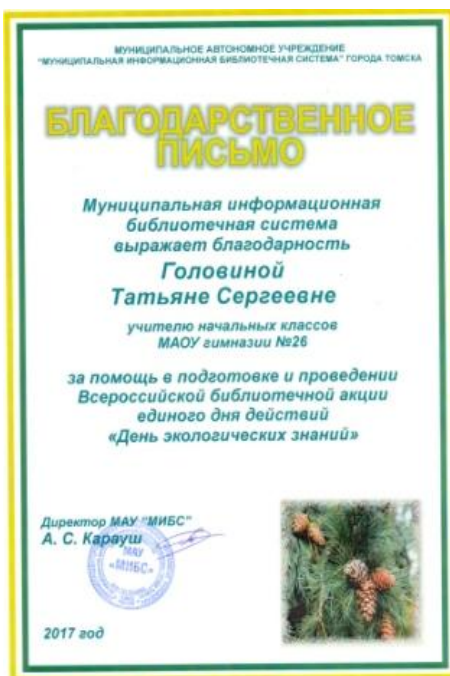 МУНИЦИПАЛЬНОЕ АВТОНОМНОЕ УЧРЕЖДЕНИЕ
"МУНИЦИПАЛЬНАЯ ИНФОРМАЦИОННАЯ БИБЛИОТЕЧНАЯ СИСТЕМА" ГОРОДА ТОМСКА
БЛАГОДАРСТВЕННОЕ
ПИСЬМО
Муниципальная информационная
библиотечная система
выражает благодарность
Головиной
Татьяне Сергеевне
учителю начальных классов
МАОУ гимназии №26
за помощь в подготовке и проведении
Всероссийской библиотечной акции
единого дня действий
«День экологических знаний»
Директор МАУ "МИБС"
А. С. Карауш
МАУ
«МИБС»
2017 год